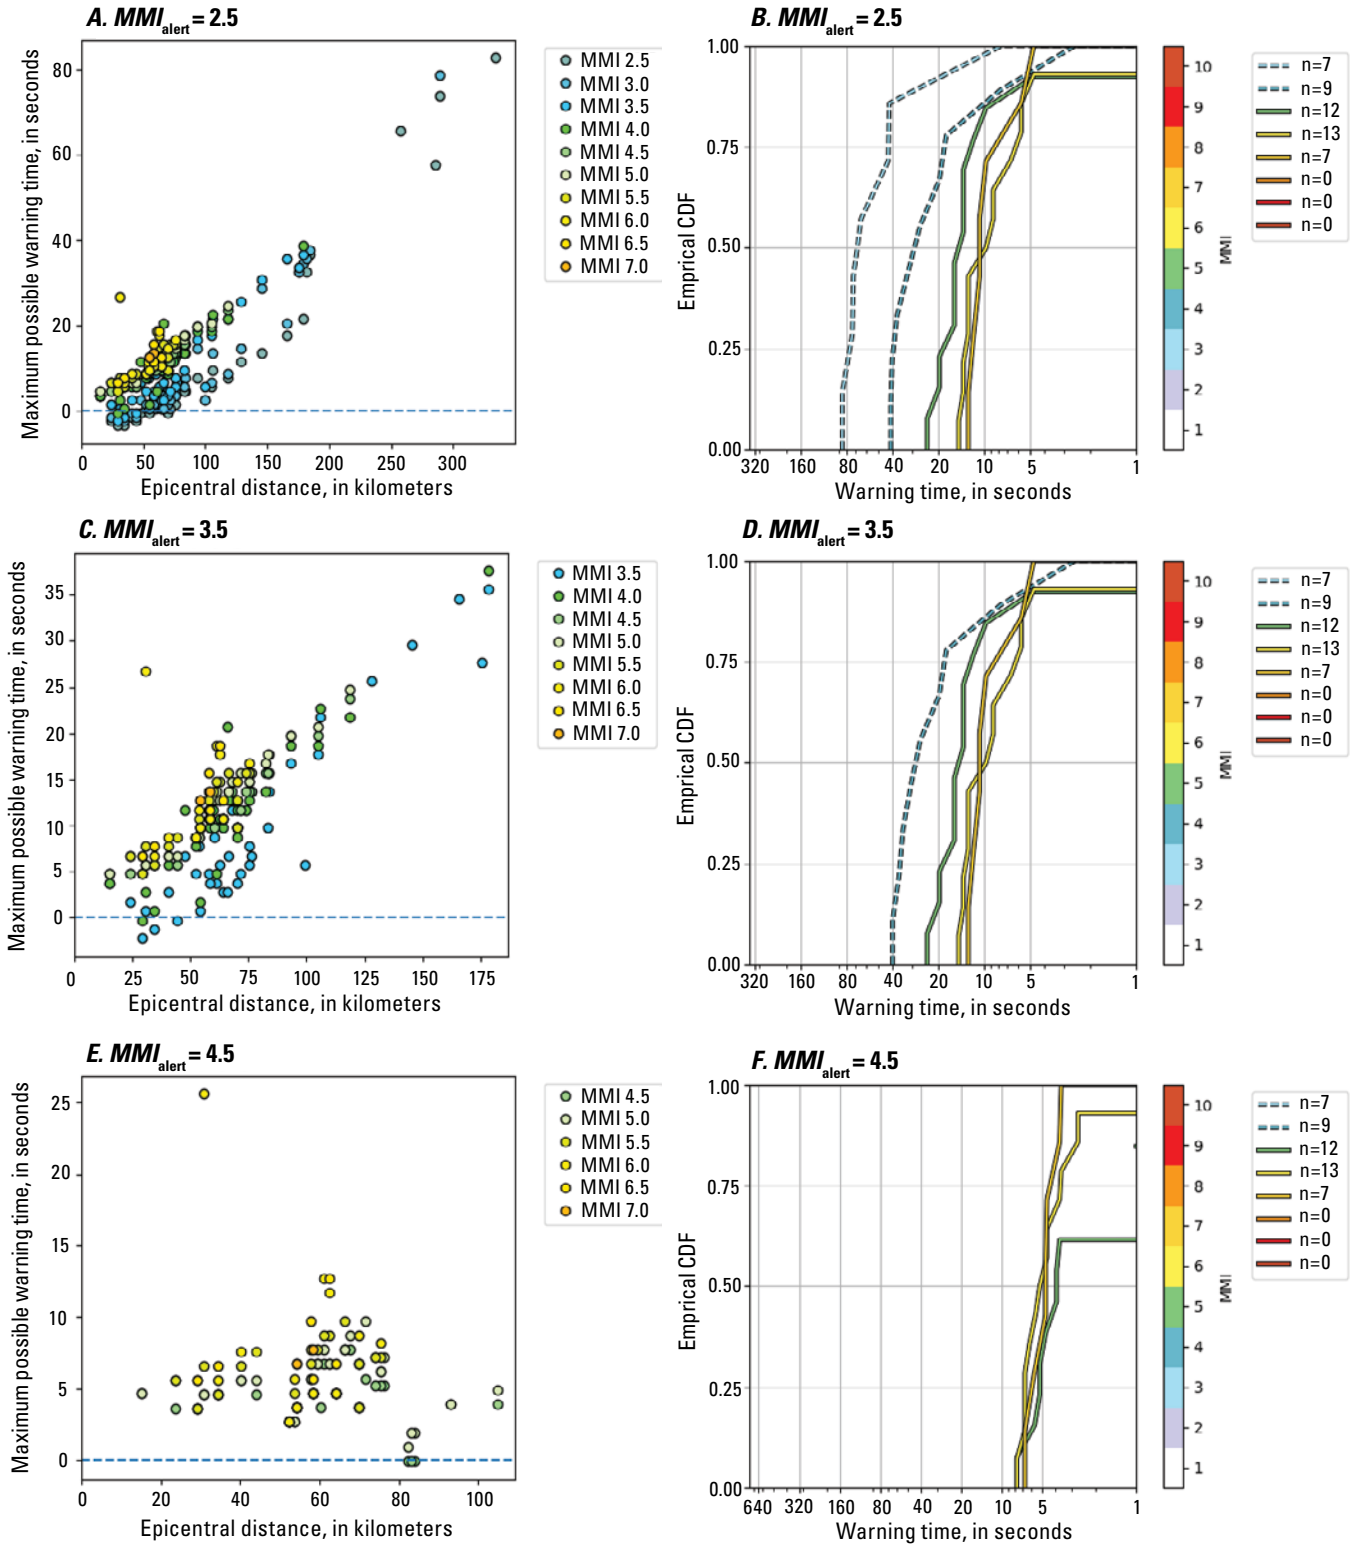 A. MMIalert = 2.5
Maximum possible warning time, in seconds
80
60
40
20
0
0 50 100 150 200 250 300
Epicentral distance, in kilometers
MMI 2.5
MMI 3.0
MMI 3.5
MMI 4.0
MMI 4.5
MMI 5.0
MMI 5.5
MMI 6.0
MMI 6.5
MMI 7.0
B. MMIalert = 2.5
Emprical CDF
1.00
0.75
0.50
0.25
0.00
320 160 80 40 20 10 5 1
Warning time, in seconds
10
9
8
7
6
5
4
3
2
1
MMI
n=7
n=9
n=12
n=13
n=7
n=0
n=0
n=0
C. MMIalert = 3.5
Maximum possible warning time, in seconds
35
30
25
20
15
10
5
0
0 25 50 75 100 125 150 175
Epicentral distance, in kilometers
MMI 3.5
MMI 4.0
MMI 4.5
MMI 5.0
MMI 5.5
MMI 6.0
MMI 6.5
MMI 7.0
D. MMIalert = 3.5
Emprical CDF
1.00
0.75
0.50
0.25
0.00
320 160 80 40 20 10 5 1
Warning time, in seconds
10
9
8
7
6
5
4
3
2
1
MMI
n=7
n=9
n=12
n=13
n=7
n=0
n=0
n=0
E. MMIalert = 4.5
Maximum possible warning time, in seconds
25
20
15
10
5
0
0 20 40 60 80 100
Epicentral distance, in kilometers
MMI 4.5
MMI 5.0
MMI 5.5
MMI 6.0
MMI 6.5
MMI 7.0
F. MMIalert = 4.5
Emprical CDF
1.00
0.75
0.50
0.25
0.00
640 320 160 80 40 20 10 5 1
Warning time, in seconds
10
9
8
7
6
5
4
3
2
1
MMI
n=7
n=9
n=12
n=13
n=7
n=0
n=0
n=0